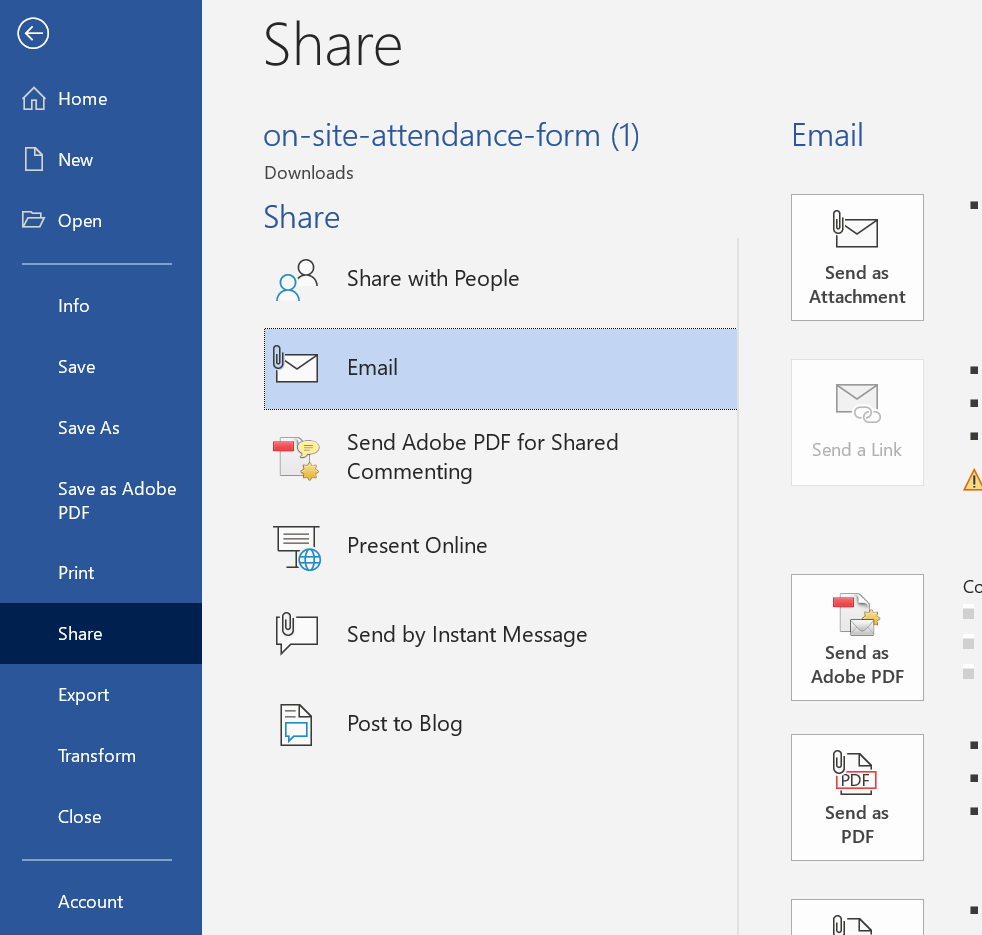 Share
Home
New
Open
Info
Save
Save As
Save as Adobe
PDF
Print
Share
Export
Transform
Close
Account
on-site-attendance-form (1)
Downloads
Share
Share with People
Email
Send Adobe PDF for Shared
Commenting
Present Online
Send by Instant Message
Post to Blog
Email
Send as
Attachment
Send a Link
Send as
Adobe PDF
PDF
Send as
PDF
Co